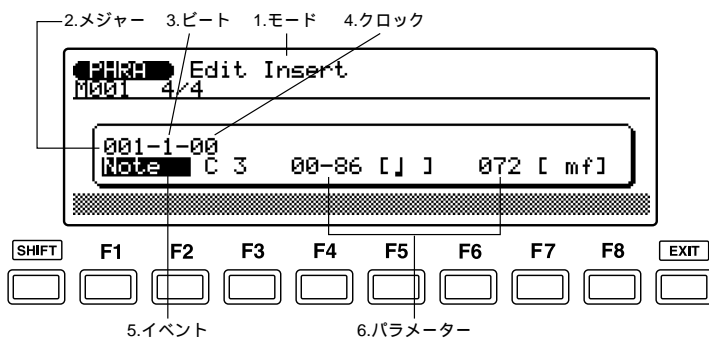 2.メジャー 3.ビート 1.モード 4.クロック
PHRA Edit Insert
M001 4/4
001-1-00
Note C 3 00-86 [♩] 072 [ mf]
SHIFT F1 F2 F3 F4 F5 F6 F7 F8 EXIT
5.イベント 6.パラメーター